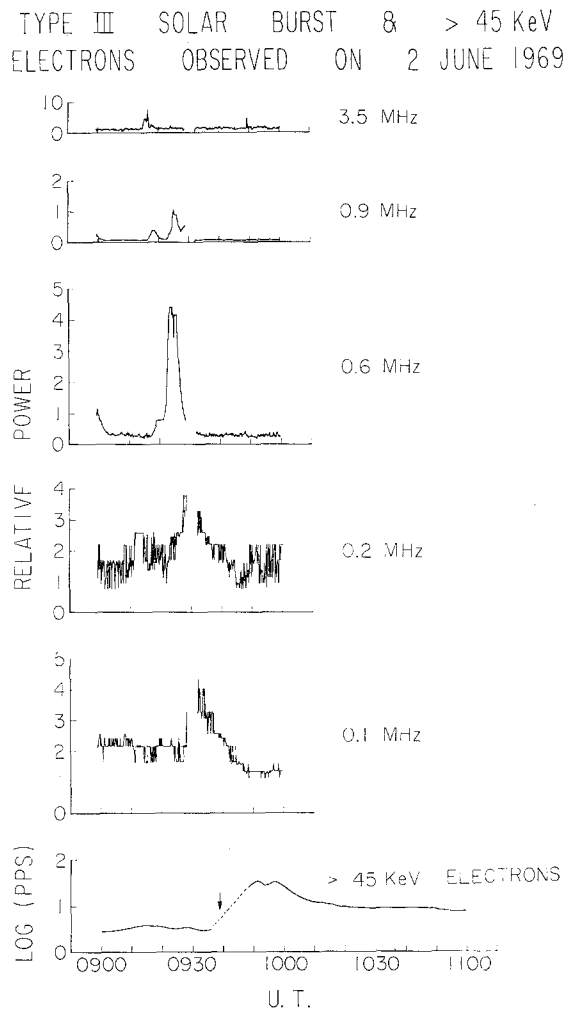 TYPE III SOLAR BURST & > 45 KeV
ELECTRONS OBSERVED ON 2 JUNE 1969
10
0
3.5 MHz
2
1
0
0.9 MHz
5
4
3
2
1
0
0.6 MHz
RELATIVE POWER
4
3
2
1
0
0.2 MHz
5
4
3
2
0
0.1 MHz
LOG (PPS)
2
1
0
> 45 KeV ELECTRONS
0900 0930 1000 1030 1100
U. T.